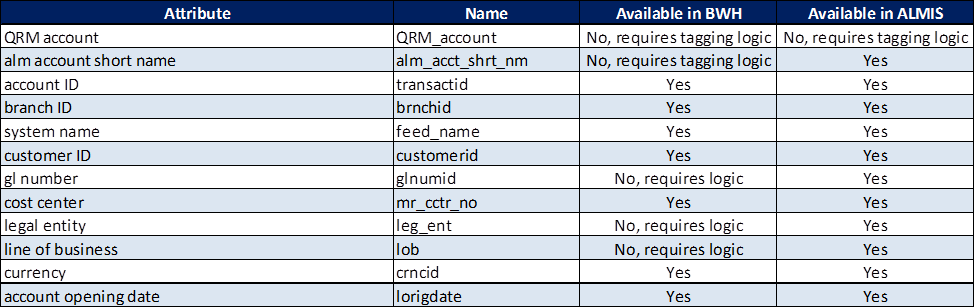 Attribute Name Available in BWH Available in ALMIS
QRM account QRM_account No, requires tagging logic No, requires tagging logic
alm account short name alm_acct_shrt_nm No, requires tagging logic Yes
account ID transactid Yes Yes
branch ID brnchid Yes Yes
system name feed_name Yes Yes
customer ID customerid Yes Yes
gl number glnumid No, requires logic Yes
cost center mr_cctr_no Yes Yes
legal entity leg_ent No, requires logic Yes
line of business lob No, requires logic Yes
currency crncid Yes Yes
account opening date lorigdate Yes Yes